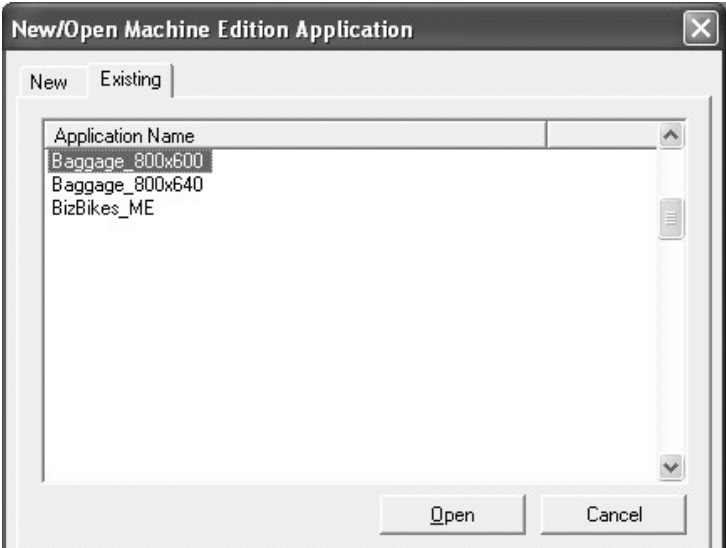 New/Open Machine Edition Application
New Existing
Application Name
Baggage_800x600
Baggage_800x640
BizBikes_ME
Open Cancel